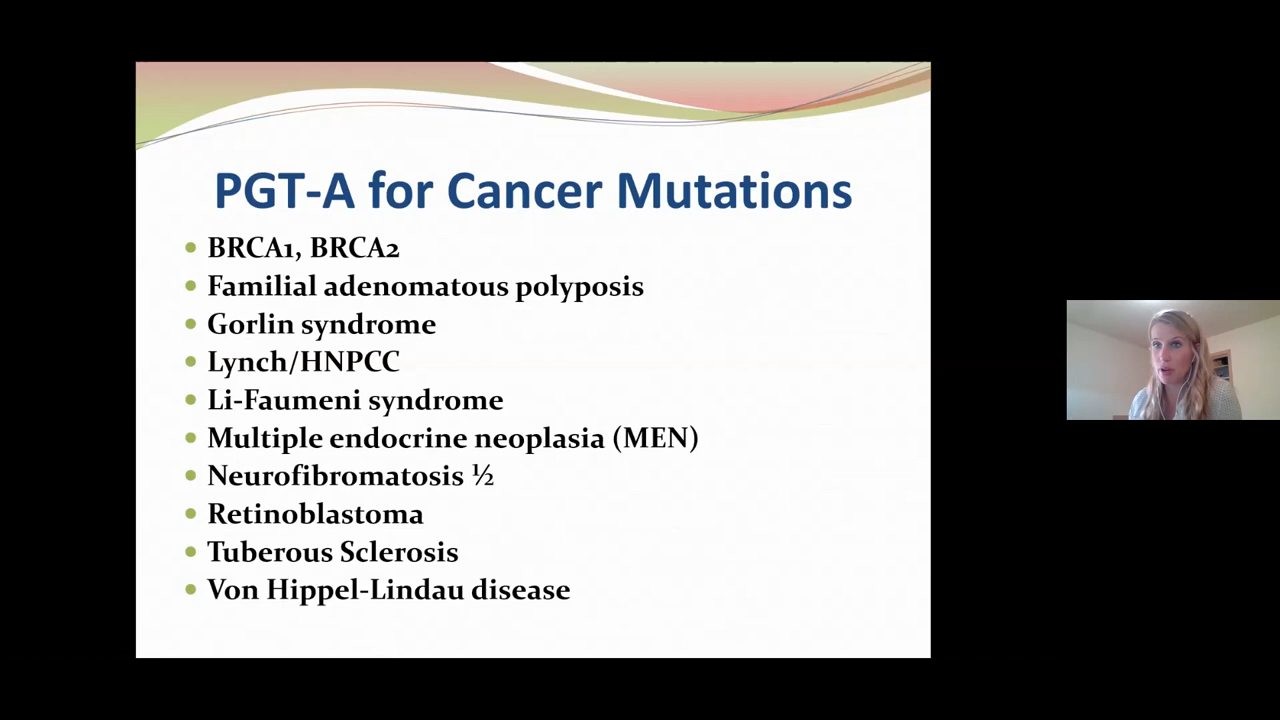 PGT-A for Cancer Mutations
BRCA1, BRCA2
Familial adenomatous polyposis
Gorlin syndrome
Lynch/HNPCC
Li-Faumeni syndrome
Multiple endocrine neoplasia (MEN)
Neurofibromatosis ½
Retinoblastoma
Tuberous Sclerosis
Von Hippel-Lindau disease